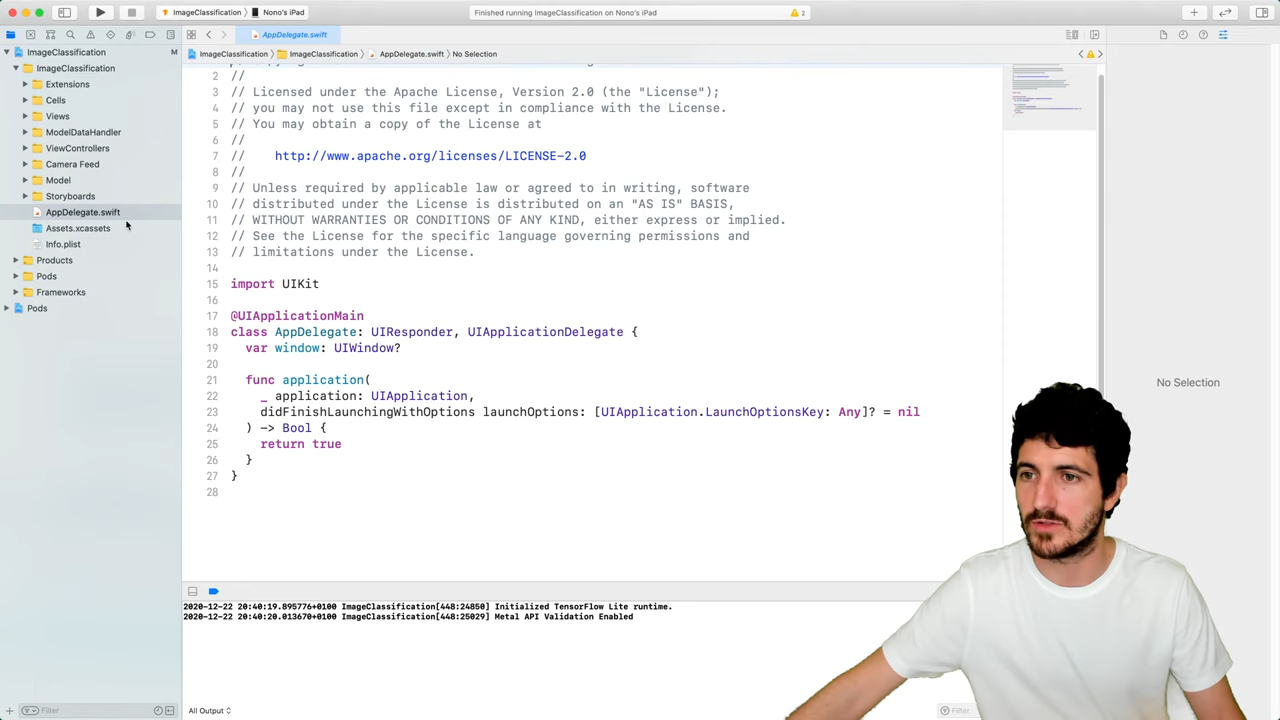 ImageClassification
Nono's iPad
Finished running ImageClassification on Nono's iPad
2
AppDelegate.swift
ImageClassification
M
ImageClassification
ImageClassification
AppDelegate.swift
No Selection
ImageClassification
Extensions
Cells
Views
ModelDataHandler
ViewControllers
Camera Feed
Model
Storyboards
AppDelegate.swift
Assets.xcassets
Info.plist
Products
Pods
Frameworks
Pods
2 //
3 // Licensed under the Apache License, Version 2.0 (the "License");
4 // you may not use this file except in compliance with the License.
5 // You may obtain a copy of the License at
6 //
7 //    http://www.apache.org/licenses/LICENSE-2.0
8 //
9 // Unless required by applicable law or agreed to in writing, software
10 // distributed under the License is distributed on an "AS IS" BASIS,
11 // WITHOUT WARRANTIES OR CONDITIONS OF ANY KIND, either express or implied.
12 // See the License for the specific language governing permissions and
13 // limitations under the License.
14
15 import UIKit
16
17 @UIApplicationMain
18 class AppDelegate: UIResponder, UIApplicationDelegate {
19   var window: UIWindow?
20
21   func application(
22     _ application: UIApplication,
23     didFinishLaunchingWithOptions launchOptions: [UIApplication.LaunchOptionsKey: Any]? = nil
24   ) -> Bool {
25     return true
26   }
27 }
28
No Selection
2020-12-22 20:40:19.895776+0100 ImageClassification[448:24850] Initialized TensorFlow Lite runtime.
2020-12-22 20:40:20.013670+0100 ImageClassification[448:25029] Metal API Validation Enabled
Filter
All Output
Filter